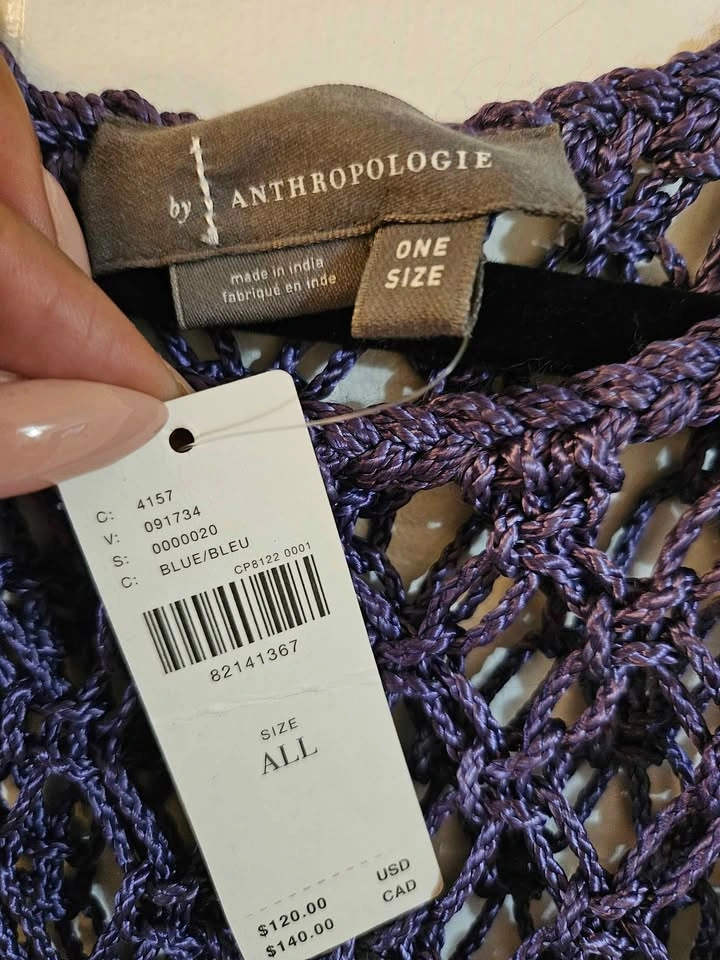 by ANTHROPOLOGIE
made in india
fabriqué en inde
ONE
SIZE
C: 4157
V: 091734
S: 0000020
C: BLUE/BLEU
CP8122 0001
82141367
SIZE
ALL
$120.00 USD
$140.00 CAD